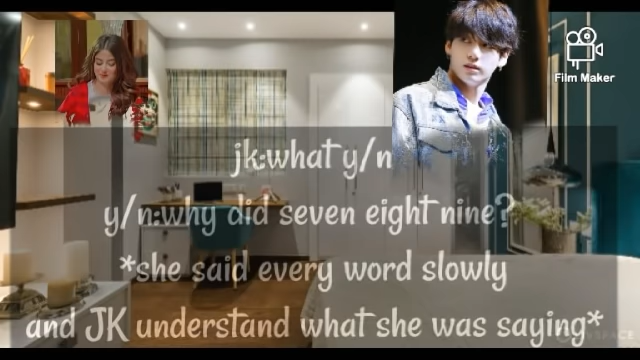 Film Maker
jk:what y/n
y/n:why did seven eight nine?
*she said every word slowly
and JK understand what she was saying*